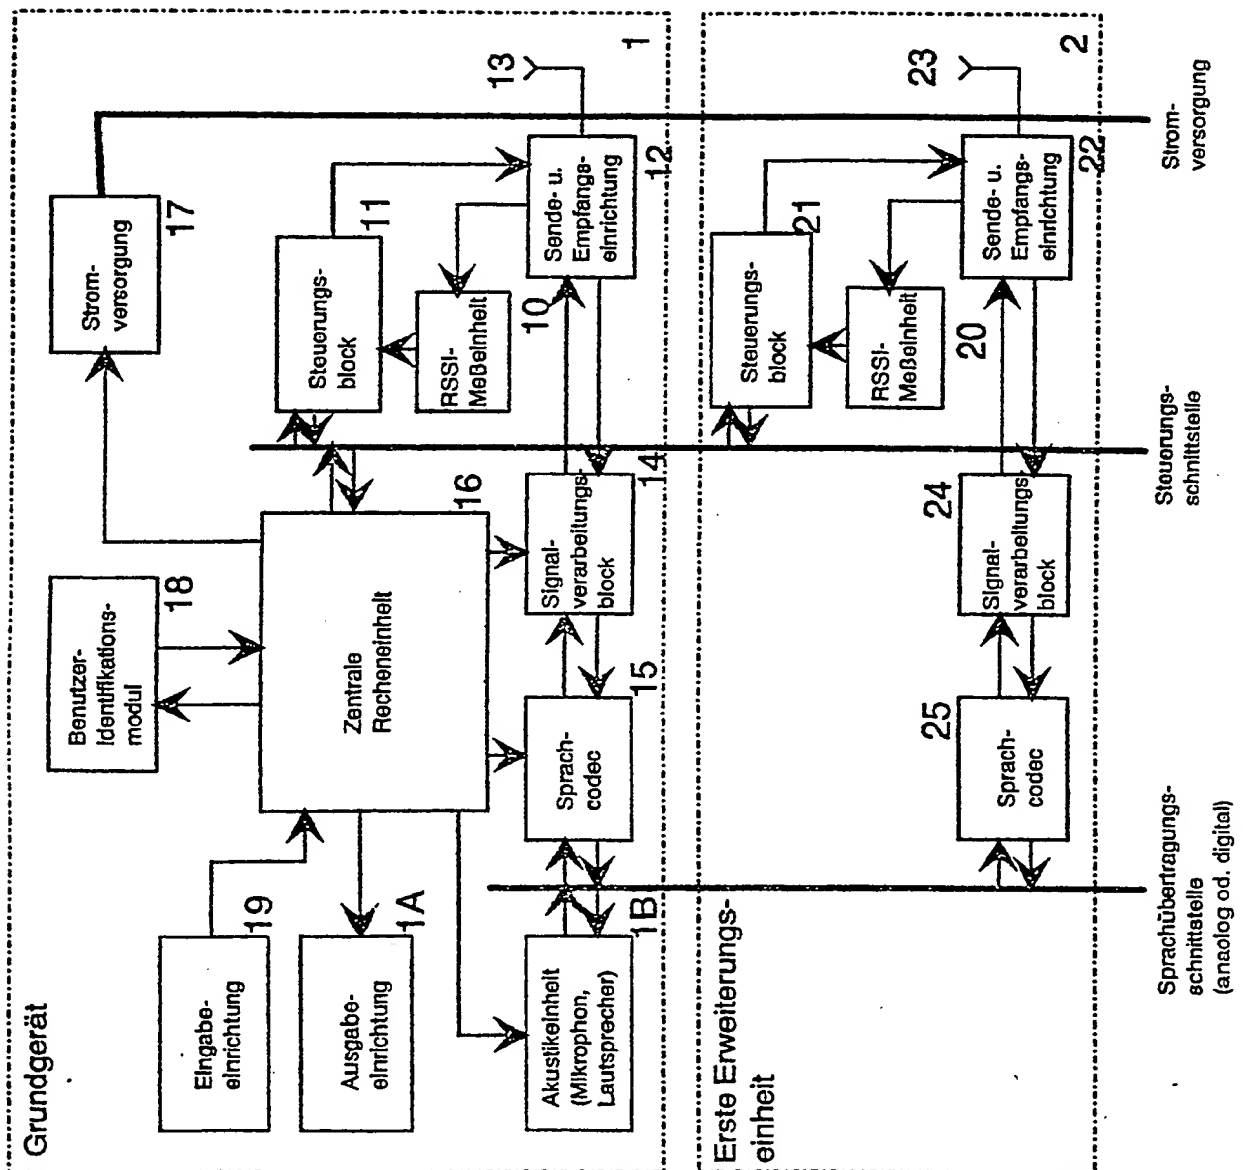 Grundgerät
Benutzer-
Identifikations-
modul
18
Strom-
versorgung
17
Eingabe-
einrichtung
19
Ausgabe-
einrichtung
1A
Zentrale
Recheneinheit
16
Steuerungs-
block
11
RSSI-
Meßeinheit
10
13
Akustikeinheit
(Mikrophon,
Lautsprecher)
1B
Sprach-
codec
15
Signal-
verarbeitungs-
block
14
Sende- u.
Empfangs-
einrichtung
12
1
Erste Erweiterungs-
einheit
Steuerungs-
block
21
RSSI-
Meßeinheit
20
23
Sprach-
codec
25
Signal-
verarbeitungs
block
24
Sende- u.
Empfangs-
einrichtung
22
2
Sprachübertragungs-
schnittstelle
(anaolog od. digital)
Steuerungs-
schnittstelle
Strom-
versorgung